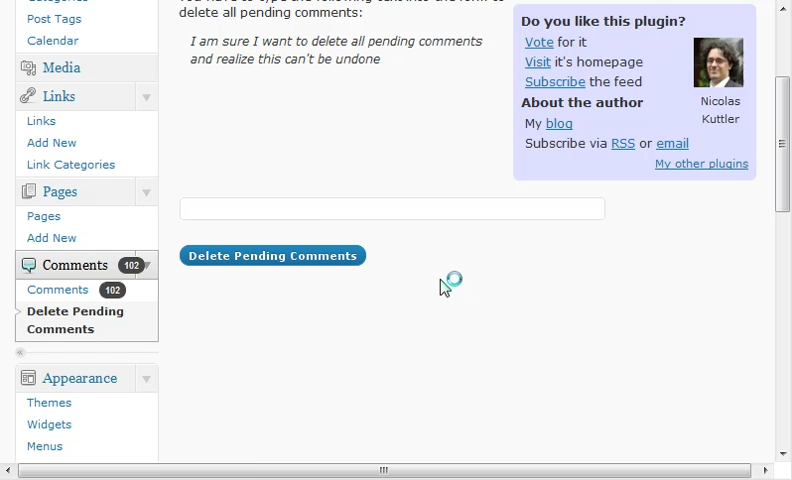 Post Tags
Calendar
Media
Links
Links
Add New
Link Categories
Pages
Pages
Add New
Comments 102
Comments 102
Delete Pending
Comments
Appearance
Themes
Widgets
Menus
delete all pending comments:
I am sure I want to delete all pending comments
and realize this can't be undone
Delete Pending Comments
Do you like this plugin?
Vote for it
Visit it's homepage
Subscribe the feed
Nicolas
Kuttler
About the author
My blog
Subscribe via RSS or email
My other plugins